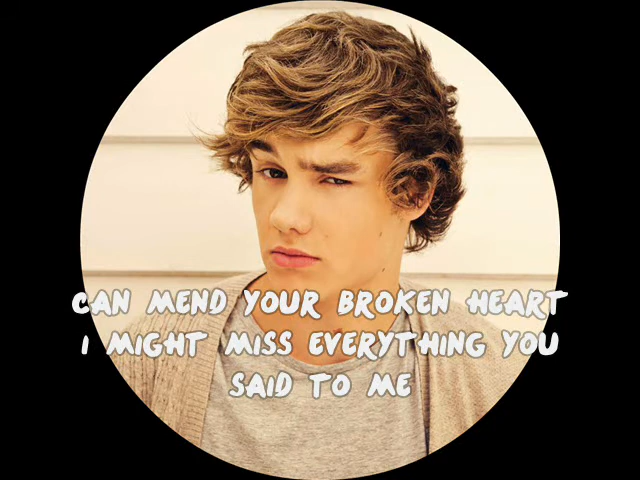 CAN MEND YOUR BROKEN HEART
I MIGHT MISS EVERYTHING YOU
SAID TO ME